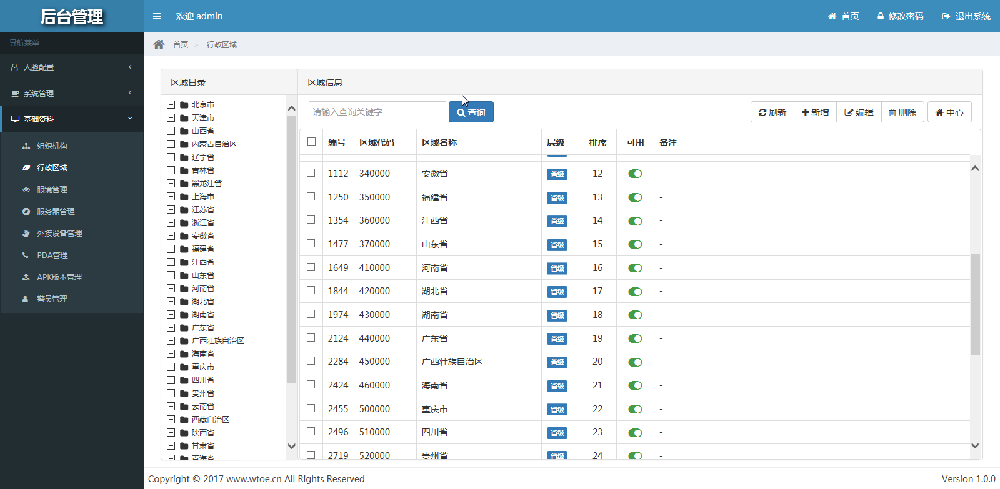 后台管理
欢迎 admin
首页 修改密码 退出系统
导航菜单
人脸配置
系统管理
基础资料
组织机构
行政区域
眼镜管理
服务器管理
外接设备管理
PDA管理
APK版本管理
警员管理
首页 > 行政区域
区域目录
北京市
天津市
山西省
内蒙古自治区
辽宁省
吉林省
黑龙江省
上海市
江苏省
浙江省
安徽省
福建省
江西省
山东省
河南省
湖北省
湖南省
广东省
广西壮族自治区
海南省
重庆市
四川省
贵州省
云南省
西藏自治区
陕西省
甘肃省
青海省
区域信息
请输入查询关键字 查询 刷新 新增 编辑 删除 中心
编号 区域代码 区域名称 层级 排序 可用 备注
1112 340000 安徽省 省级 12 -
1250 350000 福建省 省级 13 -
1354 360000 江西省 省级 14 -
1477 370000 山东省 省级 15 -
1649 410000 河南省 省级 16 -
1844 420000 湖北省 省级 17 -
1974 430000 湖南省 省级 18 -
2124 440000 广东省 省级 19 -
2284 450000 广西壮族自治区 省级 20 -
2424 460000 海南省 省级 21 -
2455 500000 重庆市 省级 22 -
2496 510000 四川省 省级 23 -
2719 520000 贵州省 省级 24 -
Copyright © 2017 www.wtoe.cn All Rights Reserved
Version 1.0.0